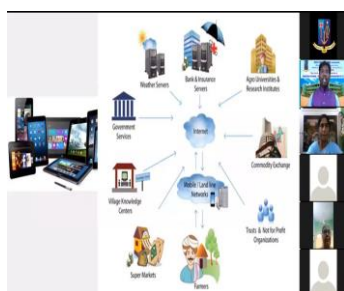 Weather Servers
Bank & Insurance
Servers
Agro Universities &
Research Institutes
Government
Services
Internet
Commodity Exchange
Village Knowledge
Centers
Mobile / Land line
Networks
Trusts & Not for Profit
Organizations
Super Markets
Farmers